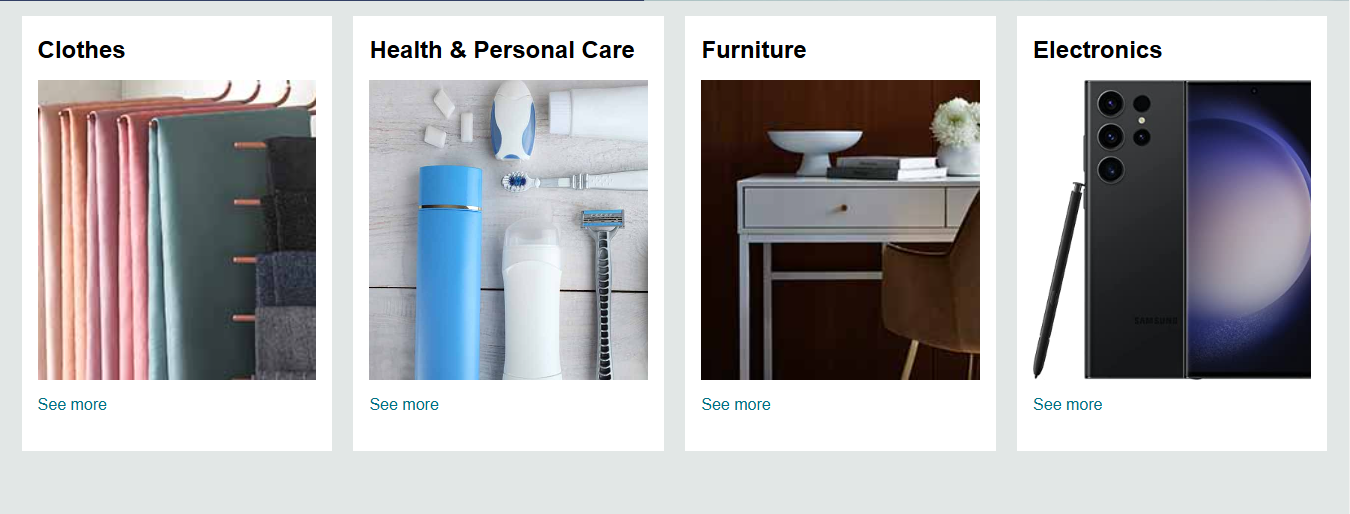 Clothes
Health & Personal Care
Furniture
Electronics
SAMSUNG
See more
See more
See more
See more